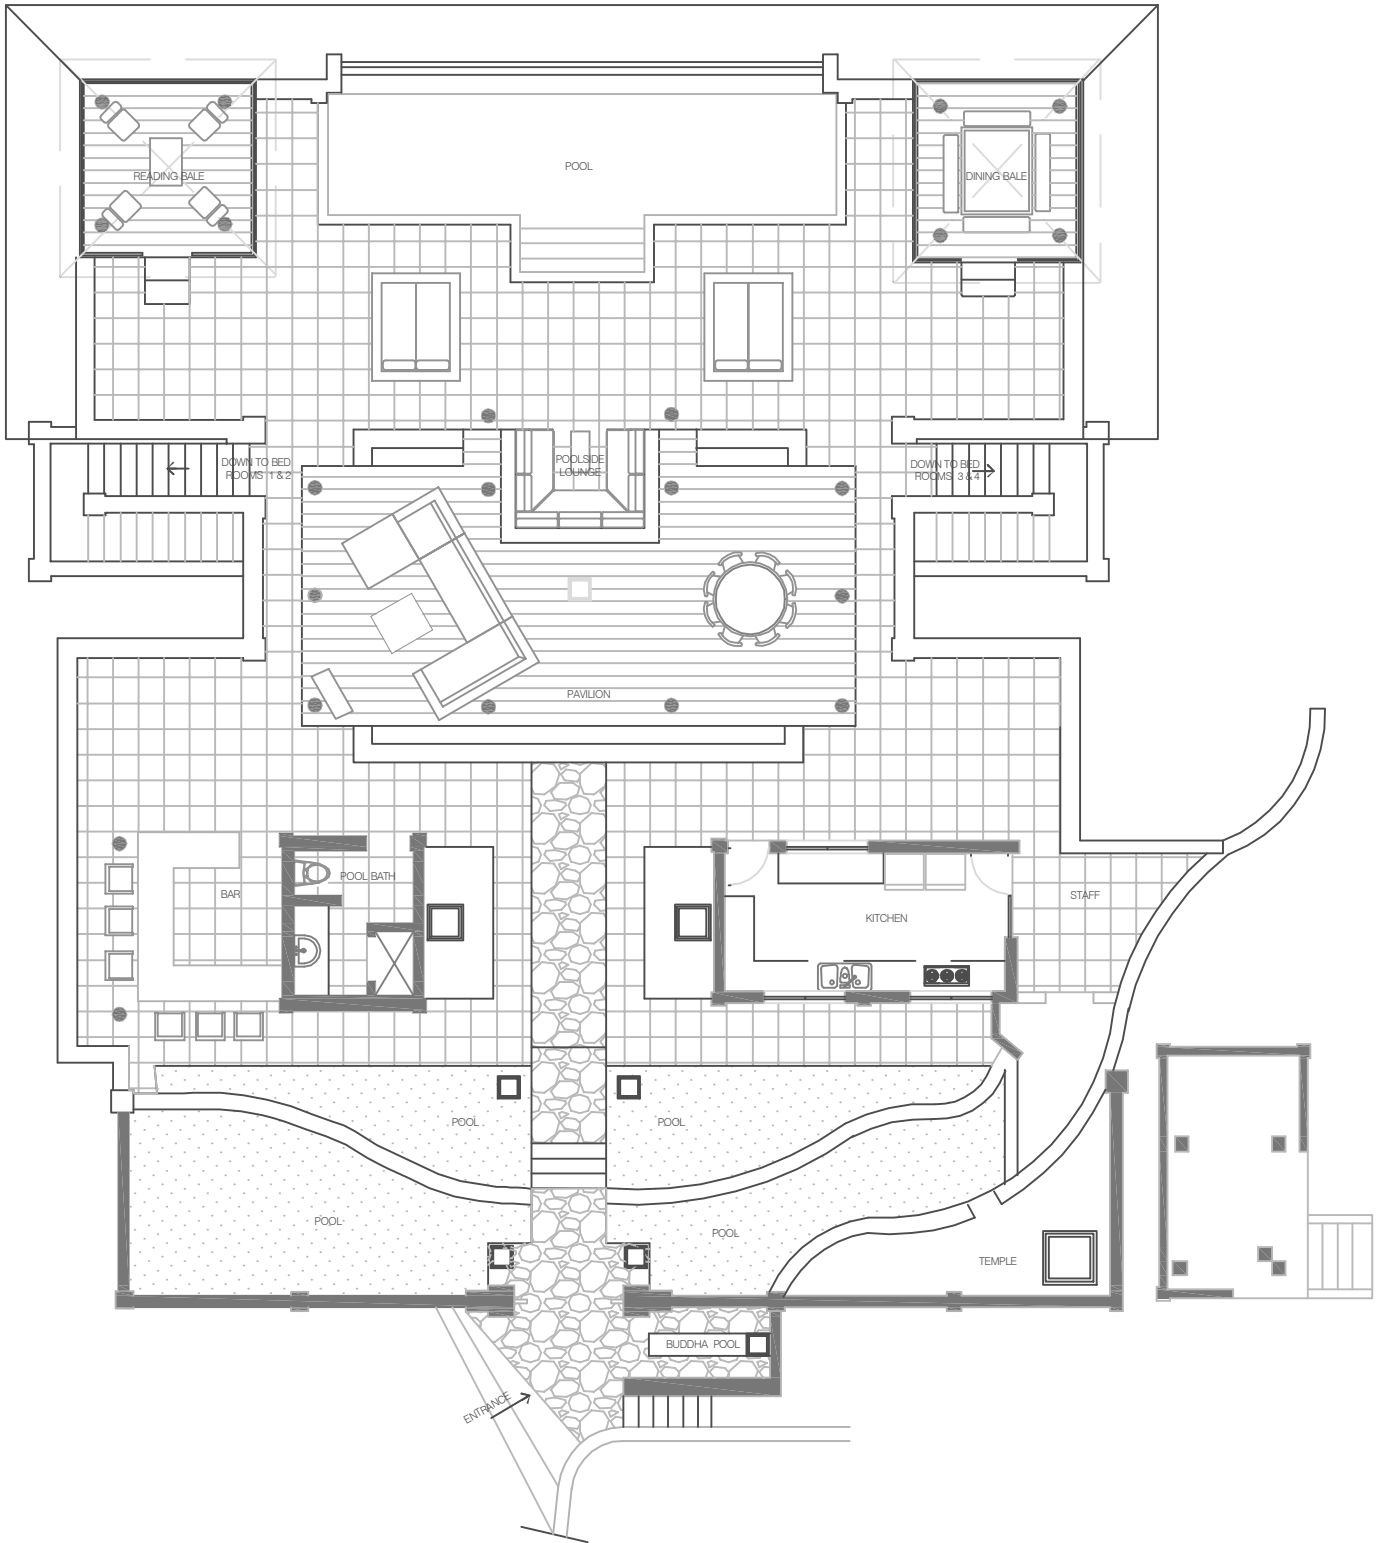 POOL
READING BALE
DINING BALE
DOWN TO BED
ROOMS 1 & 2
POOLSIDE
LOUNGE
DOWN TO BED
ROOMS 3 & 4
PAVILION
POOL BATH
BAR
KITCHEN
STAFF
POOL
POOL
POOL
POOL
TEMPLE
BUDDHA POOL
ENTRANCE